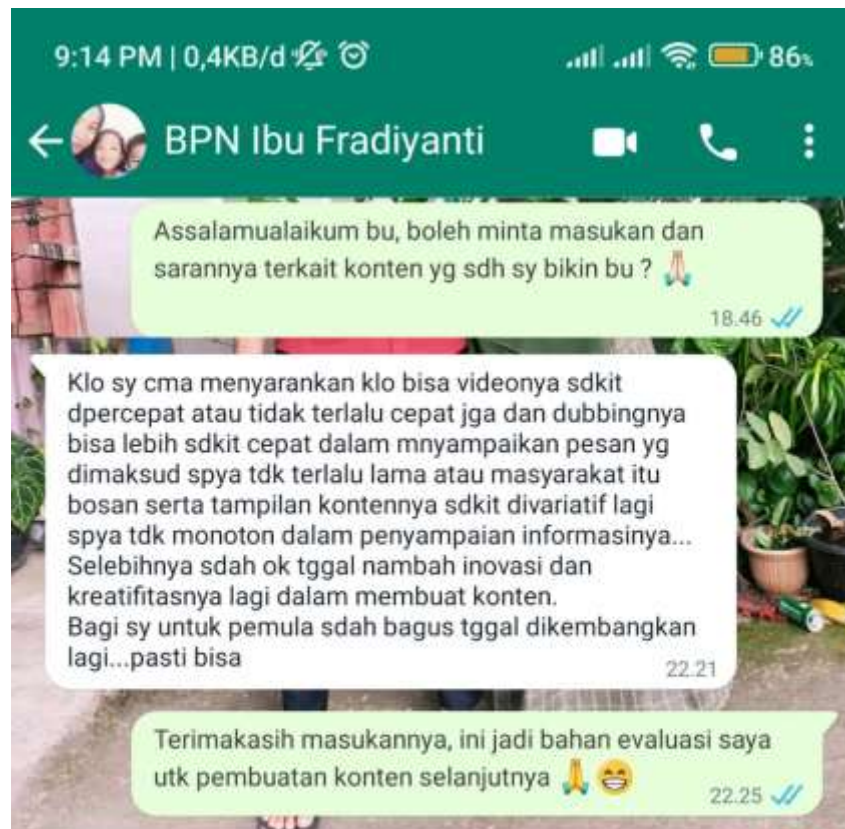 9:14 PM | 0,4KB/d
86%
BPN Ibu Fradiyanti
Assalamualaikum bu, boleh minta masukan dan
sarannya terkait konten yg sdh sy bikin bu ? 🙏
18.46
Klo sy cma menyarankan klo bisa videonya sdkit
dpercepat atau tidak terlalu cepat jga dan dubbingnya
bisa lebih sdkit cepat dalam mnyampaikan pesan yg
dimaksud spya tdk terlalu lama atau masyarakat itu
bosan serta tampilan kontennya sdkit divariatif lagi
spya tdk monoton dalam penyampaian informasinya...
Selebihnya sdah ok tggal nambah inovasi dan
kreatifitasnya lagi dalam membuat konten.
Bagi sy untuk pemula sdah bagus tggal dikembangkan
lagi...pasti bisa
22.21
Terimakasih masukannya, ini jadi bahan evaluasi saya
utk pembuatan konten selanjutnya 🙏😁
22.25